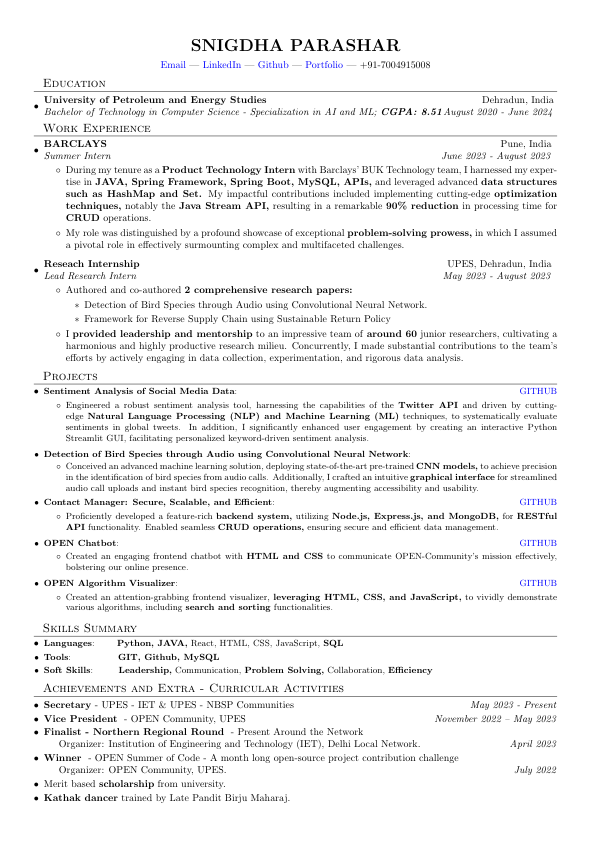 SNIGDHA PARASHAR
Email — LinkedIn — Github — Portfolio — +91-7004915008
Education
• University of Petroleum and Energy Studies Dehradun, India
Bachelor of Technology in Computer Science - Specialization in AI and ML; CGPA: 8.51 August 2020 - June 2024
Work Experience
• BARCLAYS Pune, India
Summer Intern June 2023 - August 2023
◦ During my tenure as a Product Technology Intern with Barclays' BUK Technology team, I harnessed my exper-
tise in JAVA, Spring Framework, Spring Boot, MySQL, APIs, and leveraged advanced data structures
such as HashMap and Set. My impactful contributions included implementing cutting-edge optimization
techniques, notably the Java Stream API, resulting in a remarkable 90% reduction in processing time for
CRUD operations.
◦ My role was distinguished by a profound showcase of exceptional problem-solving prowess, in which I assumed
a pivotal role in effectively surmounting complex and multifaceted challenges.
• Reseach Internship UPES, Dehradun, India
Lead Research Intern May 2023 - August 2023
◦ Authored and co-authored 2 comprehensive research papers:
∗ Detection of Bird Species through Audio using Convolutional Neural Network.
∗ Framework for Reverse Supply Chain using Sustainable Return Policy
◦ I provided leadership and mentorship to an impressive team of around 60 junior researchers, cultivating a
harmonious and highly productive research milieu. Concurrently, I made substantial contributions to the team's
efforts by actively engaging in data collection, experimentation, and rigorous data analysis.
Projects
• Sentiment Analysis of Social Media Data: GITHUB
◦ Engineered a robust sentiment analysis tool, harnessing the capabilities of the Twitter API and driven by cutting-
edge Natural Language Processing (NLP) and Machine Learning (ML) techniques, to systematically evaluate
sentiments in global tweets. In addition, I significantly enhanced user engagement by creating an interactive Python
Streamlit GUI, facilitating personalized keyword-driven sentiment analysis.
• Detection of Bird Species through Audio using Convolutional Neural Network:
◦ Conceived an advanced machine learning solution, deploying state-of-the-art pre-trained CNN models, to achieve precision
in the identification of bird species from audio calls. Additionally, I crafted an intuitive graphical interface for streamlined
audio call uploads and instant bird species recognition, thereby augmenting accessibility and usability.
• Contact Manager: Secure, Scalable, and Efficient: GITHUB
◦ Proficiently developed a feature-rich backend system, utilizing Node.js, Express.js, and MongoDB, for RESTful
API functionality. Enabled seamless CRUD operations, ensuring secure and efficient data management.
• OPEN Chatbot: GITHUB
◦ Created an engaging frontend chatbot with HTML and CSS to communicate OPEN-Community's mission effectively,
bolstering our online presence.
• OPEN Algorithm Visualizer: GITHUB
◦ Created an attention-grabbing frontend visualizer, leveraging HTML, CSS, and JavaScript, to vividly demonstrate
various algorithms, including search and sorting functionalities.
Skills Summary
• Languages: Python, JAVA, React, HTML, CSS, JavaScript, SQL
• Tools: GIT, Github, MySQL
• Soft Skills: Leadership, Communication, Problem Solving, Collaboration, Efficiency
Achievements and Extra - Curricular Activities
• Secretary - UPES - IET & UPES - NBSP Communities May 2023 - Present
• Vice President - OPEN Community, UPES November 2022 – May 2023
• Finalist - Northern Regional Round - Present Around the Network
Organizer: Institution of Engineering and Technology (IET), Delhi Local Network. April 2023
• Winner - OPEN Summer of Code - A month long open-source project contribution challenge
Organizer: OPEN Community, UPES. July 2022
• Merit based scholarship from university.
• Kathak dancer trained by Late Pandit Birju Maharaj.